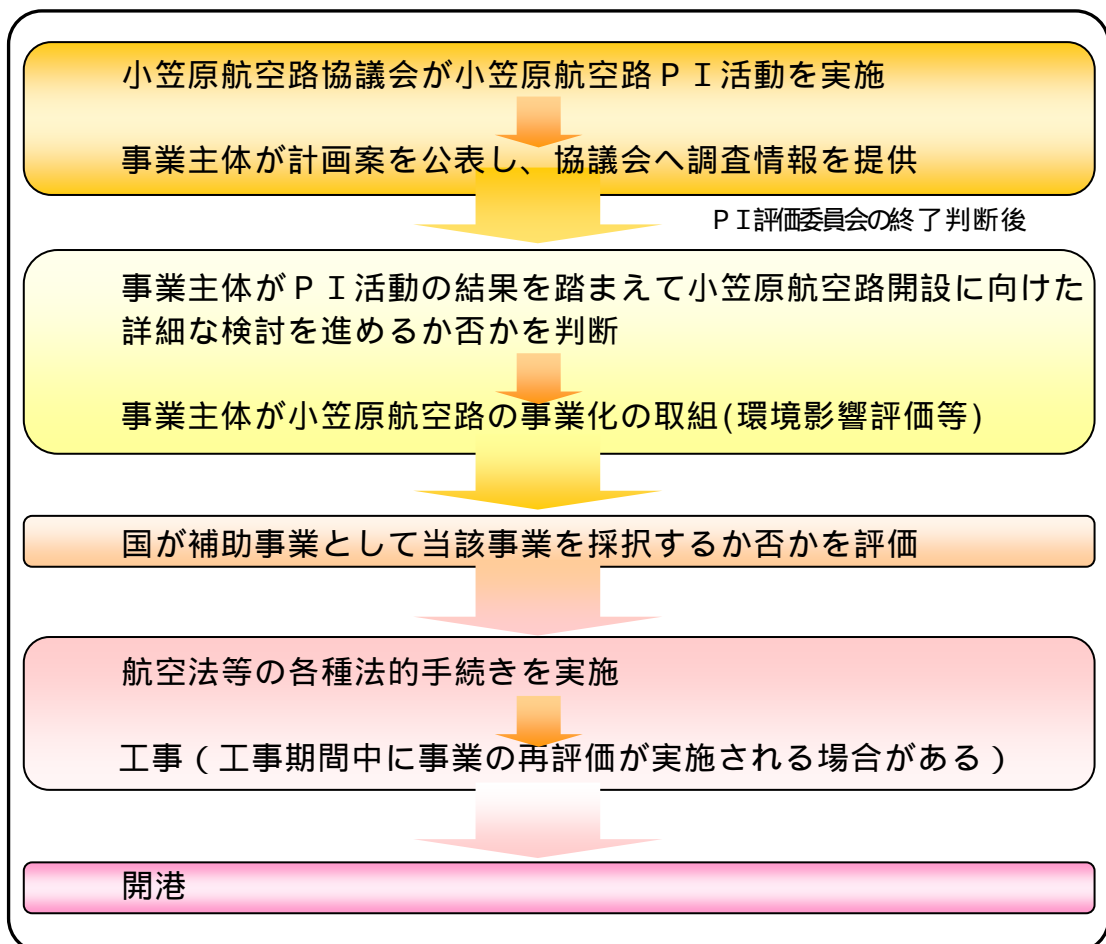 小笠原航空路協議会が小笠原航空路ＰＩ活動を実施
事業主体が計画案を公表し、協議会へ調査情報を提供
ＰＩ評価委員会の終了判断後
事業主体がＰＩ活動の結果を踏まえて小笠原航空路開設に向けた
詳細な検討を進めるか否かを判断
事業主体が小笠原航空路の事業化の取組(環境影響評価等)
国が補助事業として当該事業を採択するか否かを評価
航空法等の各種法的手続きを実施
工事（工事期間中に事業の再評価が実施される場合がある）
開港